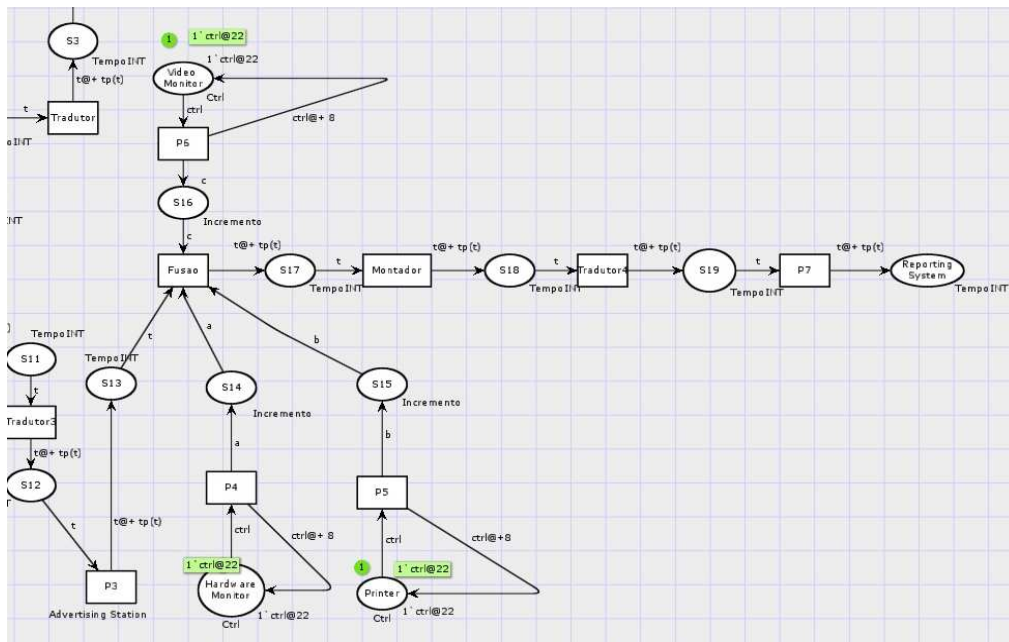 S3
TempoINT
t@+ tp(t)
t
Tradutor
1
1`ctrl@22
1`ctrl@22
Video
Monitor
Ctrl
ctrl
ctrl@+ 8
P6
c
S16
Incremento
c
Fusao
t@+ tp(t)
S17
TempoINT
t
Montador
t@+ tp(t)
S18
TempoINT
t
Tradutor4
t@+ tp(t)
S19
TempoINT
t
P7
t@+ tp(t)
Reporting
System
TempoINT
TempoINT
S11
t
Tradutor3
t@+ tp(t)
S12
t
TempoINT
S13
t
t@+ tp(t)
P3
Advertising Station
a
S14
Incremento
a
P4
ctrl
ctrl@+ 8
1`ctrl@22
Hardware
Monitor
1`ctrl@22
Ctrl
b
S15
Incremento
b
P5
ctrl
ctrl@+8
1
1`ctrl@22
Printer
1`ctrl@22
Ctrl